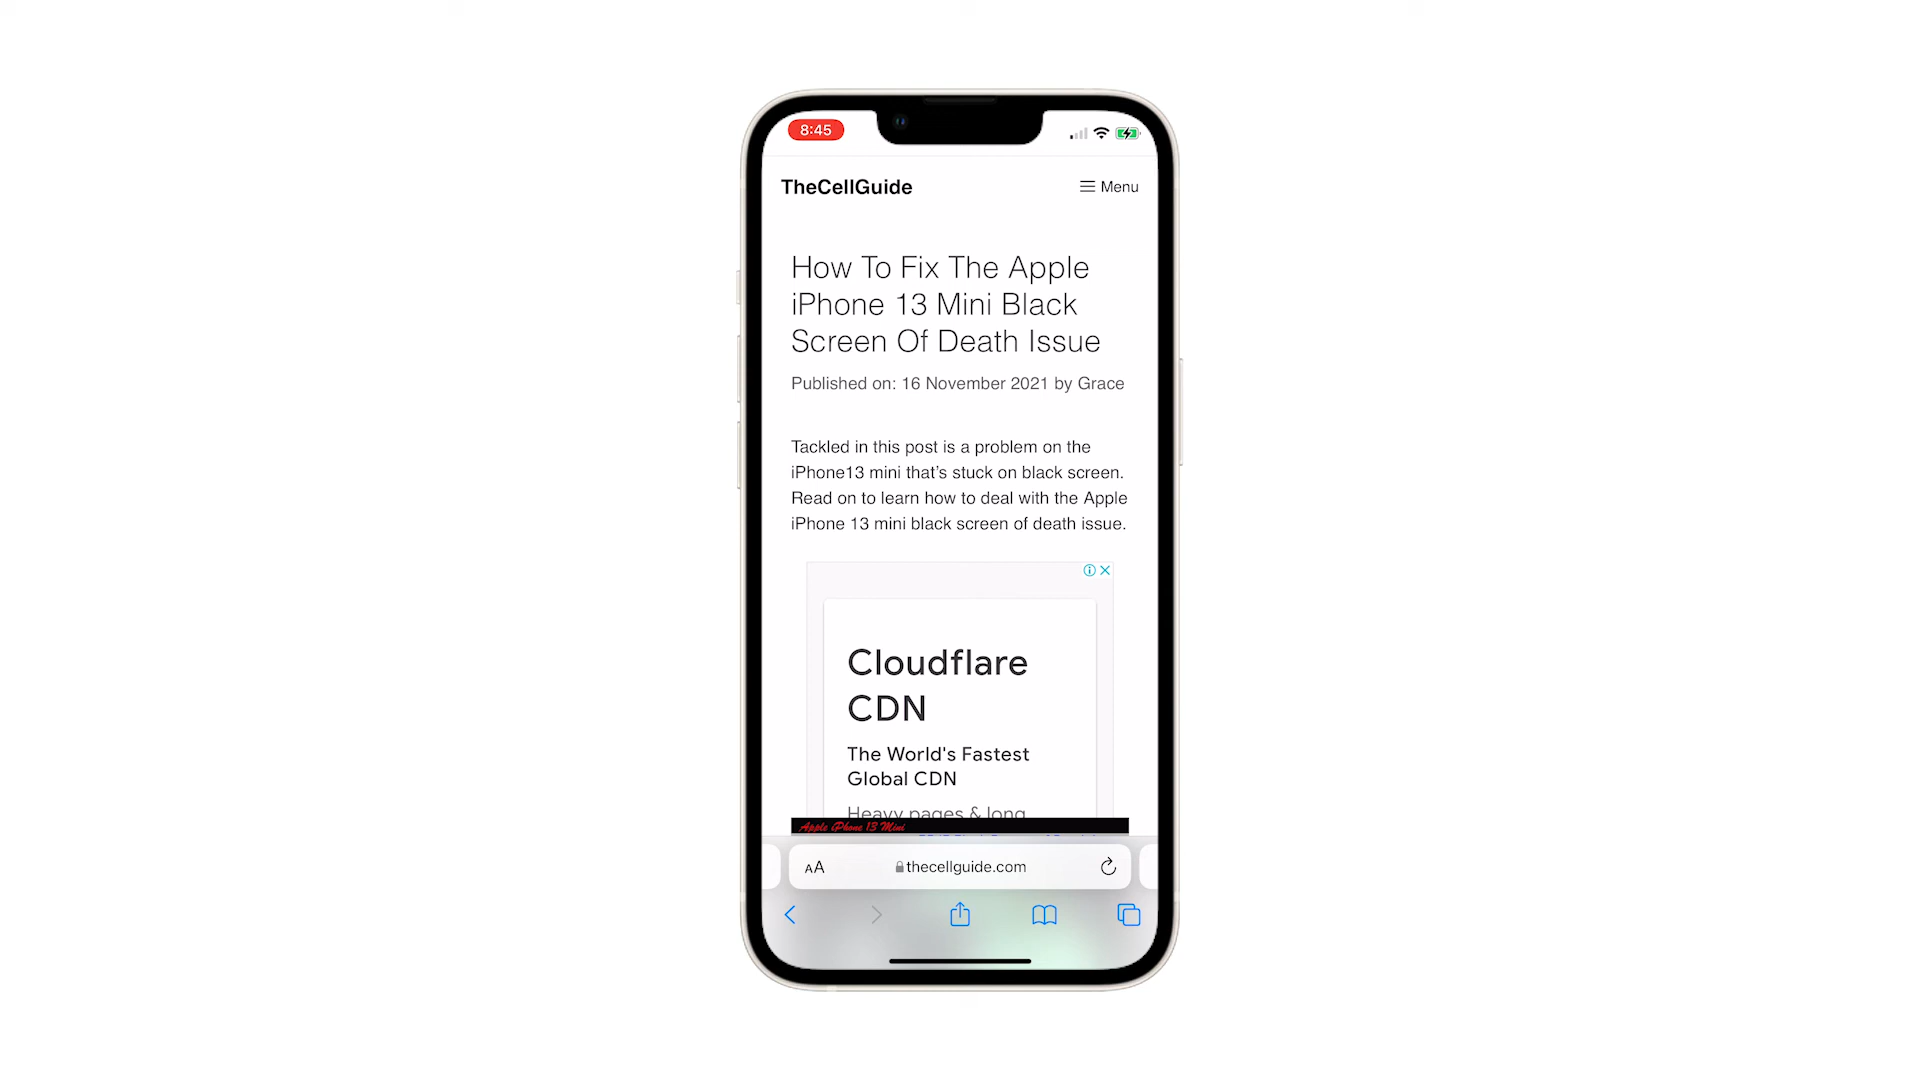 8:45
TheCellGuide
Menu
How To Fix The Apple
iPhone 13 Mini Black
Screen Of Death Issue
Published on: 16 November 2021 by Grace
Tackled in this post is a problem on the
iPhone13 mini that’s stuck on black screen.
Read on to learn how to deal with the Apple
iPhone 13 mini black screen of death issue.
Cloudflare
CDN
The World's Fastest
Global CDN
Heavy pages & long
Apple iPhone 13 Mini
AA
thecellguide.com